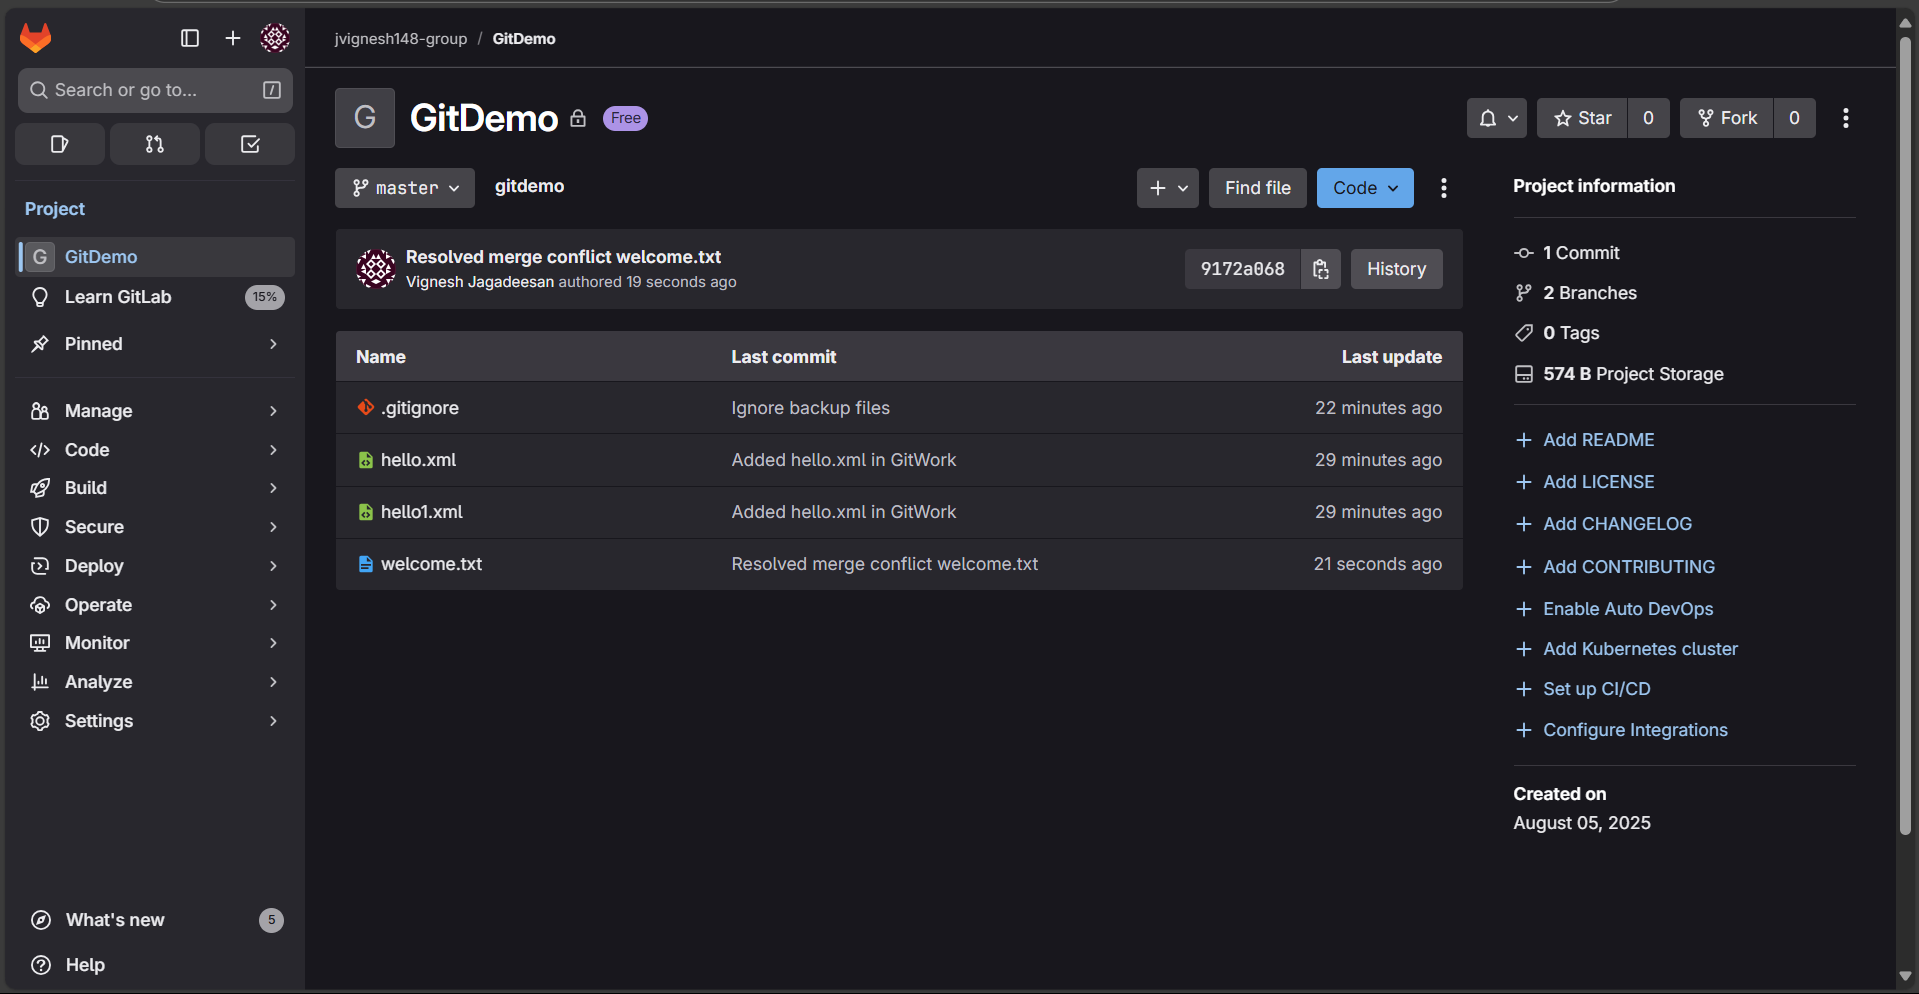 jvignesh148-group / GitDemo
Search or go to... /
Project
G GitDemo
Learn GitLab 15%
Pinned
Manage
Code
Build
Secure
Deploy
Operate
Monitor
Analyze
Settings
What's new 5
Help
G GitDemo Free
Star 0 Fork 0
master gitdemo
Find file Code
Resolved merge conflict welcome.txt
Vignesh Jagadeesan authored 19 seconds ago
9172a068 History
Name Last commit Last update
.gitignore Ignore backup files 22 minutes ago
hello.xml Added hello.xml in GitWork 29 minutes ago
hello1.xml Added hello.xml in GitWork 29 minutes ago
welcome.txt Resolved merge conflict welcome.txt 21 seconds ago
Project information
1 Commit
2 Branches
0 Tags
574 B Project Storage
Add README
Add LICENSE
Add CHANGELOG
Add CONTRIBUTING
Enable Auto DevOps
Add Kubernetes cluster
Set up CI/CD
Configure Integrations
Created on
August 05, 2025